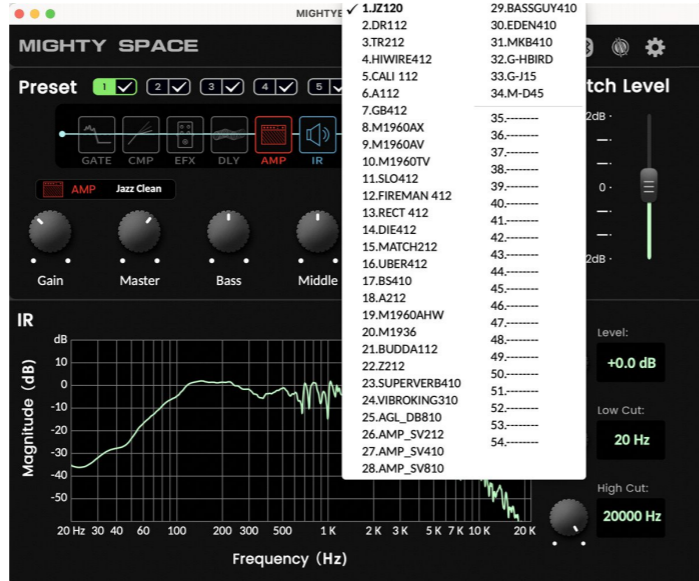 MIGHTYE
MIGHTY SPACE
Preset 1 2 3 4 5
tch Level
GATE CMP EFX DLY AMP IR
AMP Jazz Clean
Gain Master Bass Middle
2dB
0
2dB
1.JZ120
2.DR112
3.TR212
4.HIWIRE412
5.CALI 112
6.A112
7.GB412
8.M1960AX
9.M1960AV
10.M1960TV
11.SLO412
12.FIREMAN 412
13.RECT 412
14.DIE412
15.MATCH212
16.UBER412
17.BS410
18.A212
19.M1960AHW
20.M1936
21.BUDDA112
22.Z212
23.SUPERVERB410
24.VIBROKING310
25.AGL_DB810
26.AMP_SV212
27.AMP_SV410
28.AMP_SV810
29.BASSGUY410
30.EDEN410
31.MKB410
32.G-HBIRD
33.G-J15
34.M-D45
35.--------
36.--------
37.--------
38.--------
39.--------
40.--------
41.--------
42.--------
43.--------
44.--------
45.--------
46.--------
47.--------
48.--------
49.--------
50.--------
51.--------
52.--------
53.--------
54.--------
IR
Magnitude (dB)
dB
10
0
-10
-20
-30
-40
-50
20 Hz 30 40 60 100 200 300 500 1 K 2 K 3 K 5 K 7 K 10 K 20 K
Frequency (Hz)
Level:
+0.0 dB
Low Cut:
20 Hz
High Cut:
20000 Hz